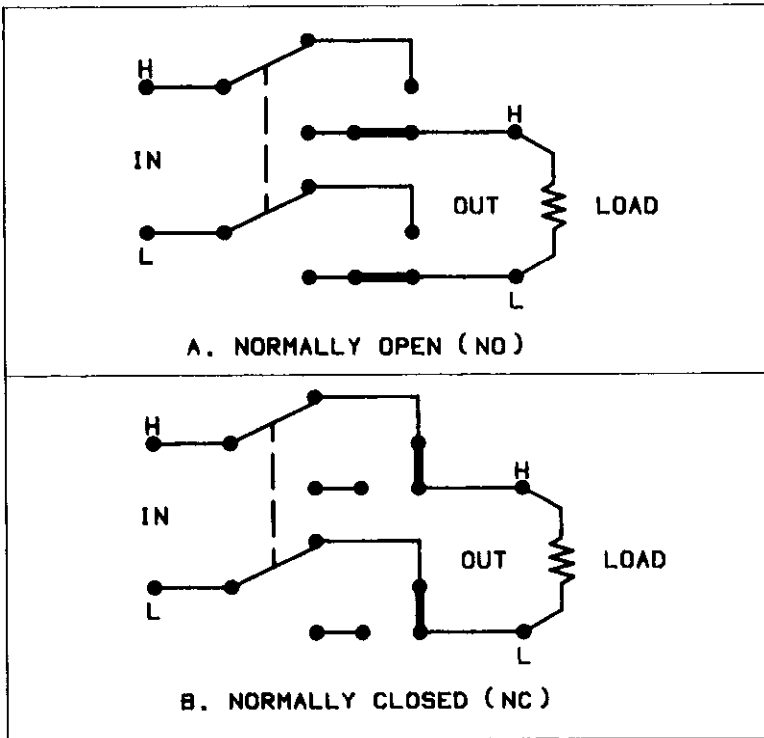 H
H
IN
OUT
LOAD
L
L
A. NORMALLY OPEN (NO)
H
H
IN
OUT
LOAD
L
L
B. NORMALLY CLOSED (NC)